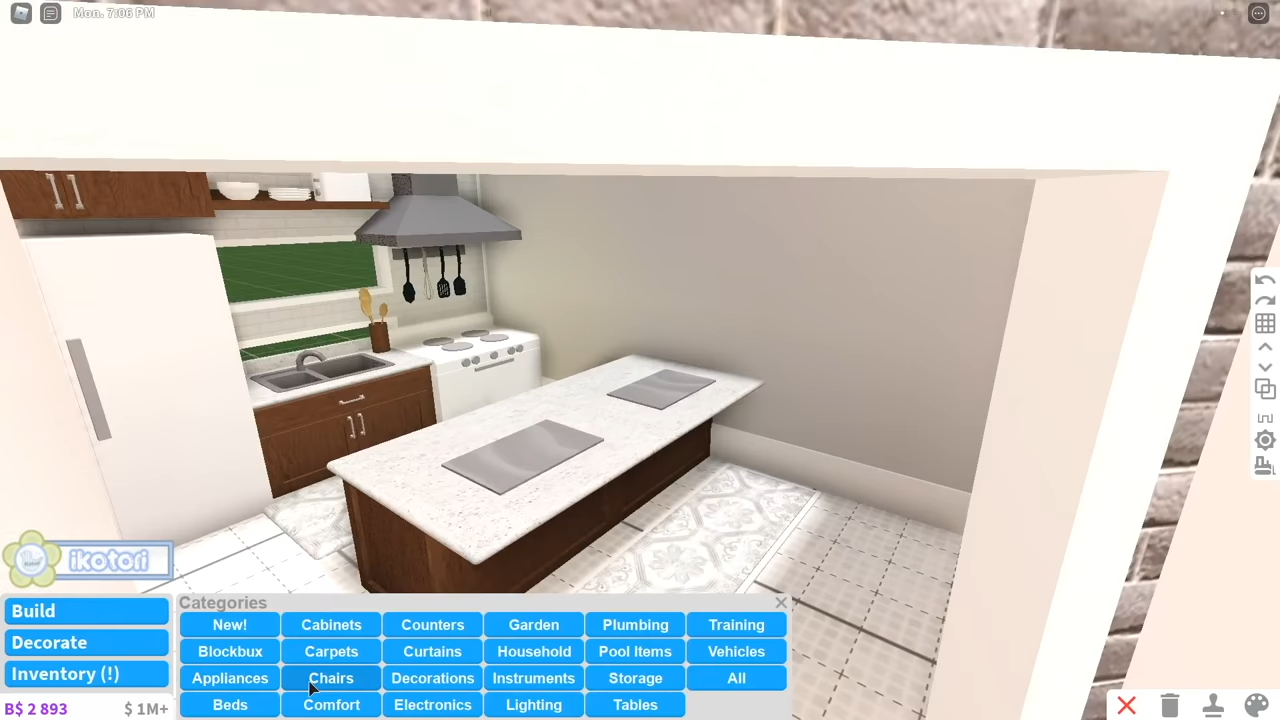 Mon. 7:06 PM
ikotori
Build
Decorate
Inventory (!)
B$ 2 893 $ 1M+
Categories
New! Cabinets Counters Garden Plumbing Training
Blockbux Carpets Curtains Household Pool Items Vehicles
Appliances Chairs Decorations Instruments Storage All
Beds Comfort Electronics Lighting Tables